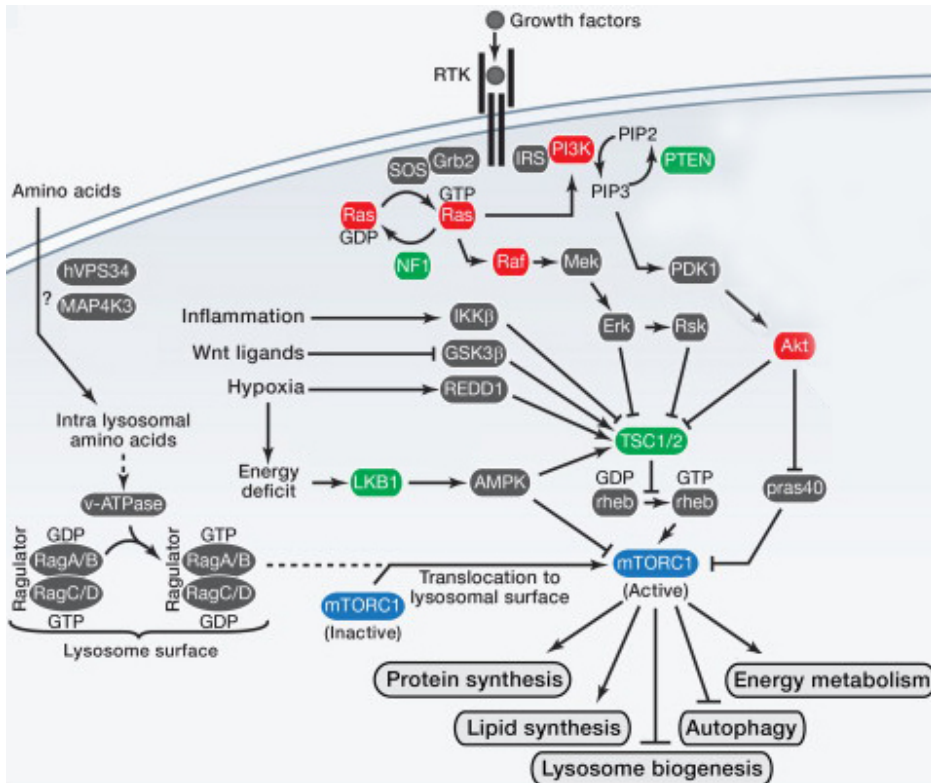 Growth factors
RTK
SOS
Grb2
IRS
PI3K
PIP2
PTEN
PIP3
Amino acids
Ras
GDP
GTP
Ras
NF1
Raf
Mek
PDK1
hVPS34
?
MAP4K3
Inflammation
IKKβ
Erk
Rsk
Akt
Wnt ligands
GSK3β
Hypoxia
REDD1
Intra lysosomal
amino acids
TSC1/2
Energy
deficit
LKB1
AMPK
GDP
rheb
GTP
rheb
pras40
v-ATPase
Ragulator
GDP
RagA/B
RagC/D
GTP
Ragulator
GTP
RagA/B
RagC/D
GDP
Lysosome surface
mTORC1
(Inactive)
Translocation to
lysosomal surface
mTORC1
(Active)
Protein synthesis
Energy metabolism
Lipid synthesis
Autophagy
Lysosome biogenesis